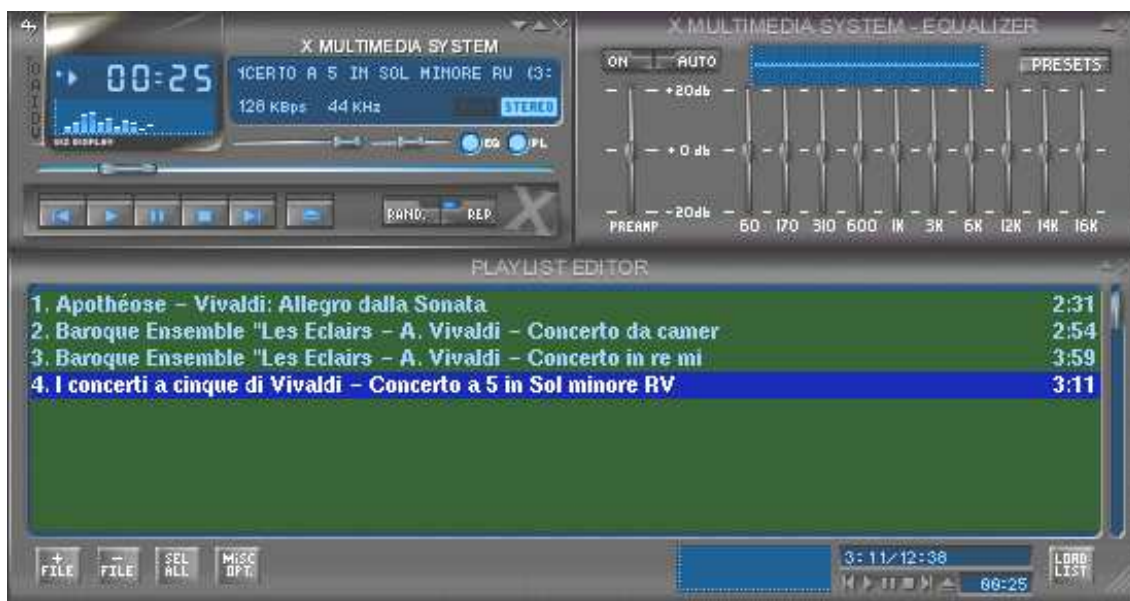 X MULTIMEDIA SYSTEM
00:25
1CERTO A 5 IN SOL MINORE RV (3:
128 KBps 44 KHz STEREO
VIZ DISPLAY
EQ PL
RAND. REP.
X
X MULTIMEDIA SYSTEM - EQUALIZER
ON AUTO PRESETS
+20db
+0 db
-20db
PREAMP 60 170 310 600 1K 3K 6K 12K 14K 16K
PLAYLIST EDITOR
1. Apothéose – Vivaldi: Allegro dalla Sonata 2:31
2. Baroque Ensemble "Les Eclairs – A. Vivaldi – Concerto da camer 2:54
3. Baroque Ensemble "Les Eclairs – A. Vivaldi – Concerto in re mi 3:59
4. I concerti a cinque di Vivaldi – Concerto a 5 in Sol minore RV 3:11
+ FILE
- FILE
SEL ALL
MISC OPT.
3:11/12:38
00:25
LOAD LIST